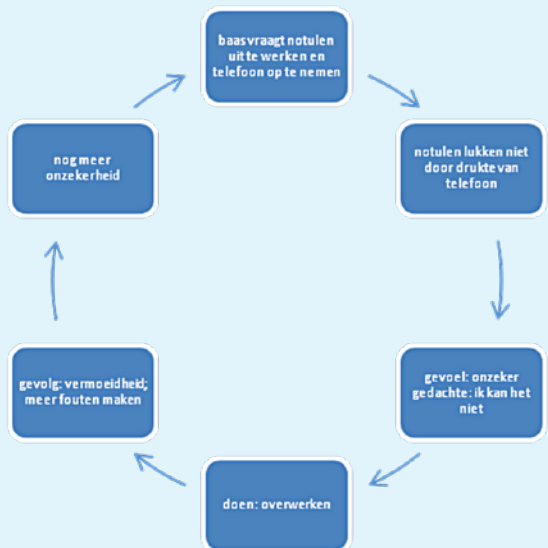 baas vraagt notulen
uit te werken en
telefoon op te nemen
notulen lukken niet
door drukte van
telefoon
gevoel: onzeker
gedachte: ik kan het
niet
doen: overwerken
gevolg: vermoeidheid;
meer fouten maken
nog meer
onzekerheid